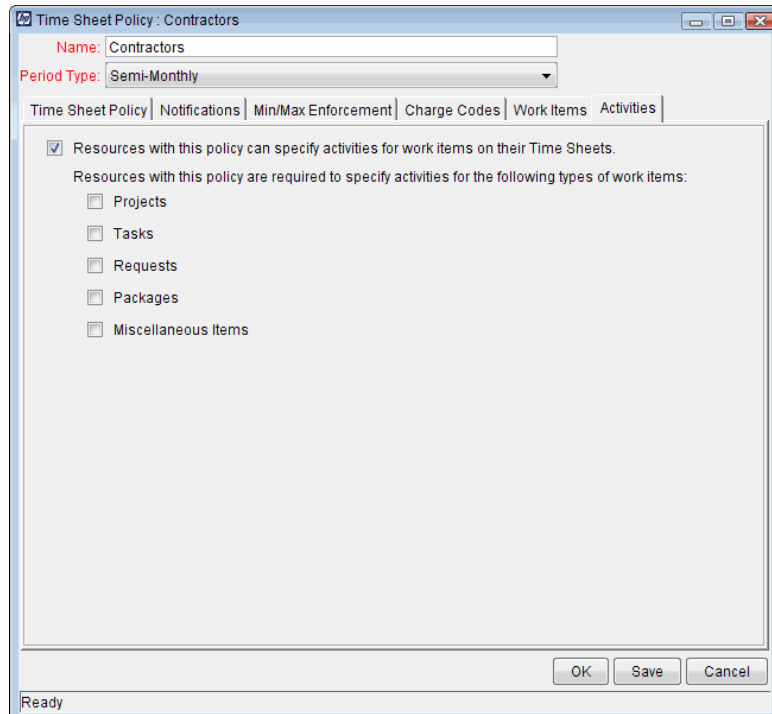 hp Time Sheet Policy : Contractors
Name: Contractors
Period Type: Semi-Monthly
Time Sheet Policy Notifications Min/Max Enforcement Charge Codes Work Items Activities
Resources with this policy can specify activities for work items on their Time Sheets.
Resources with this policy are required to specify activities for the following types of work items:
Projects
Tasks
Requests
Packages
Miscellaneous Items
OK Save Cancel
Ready